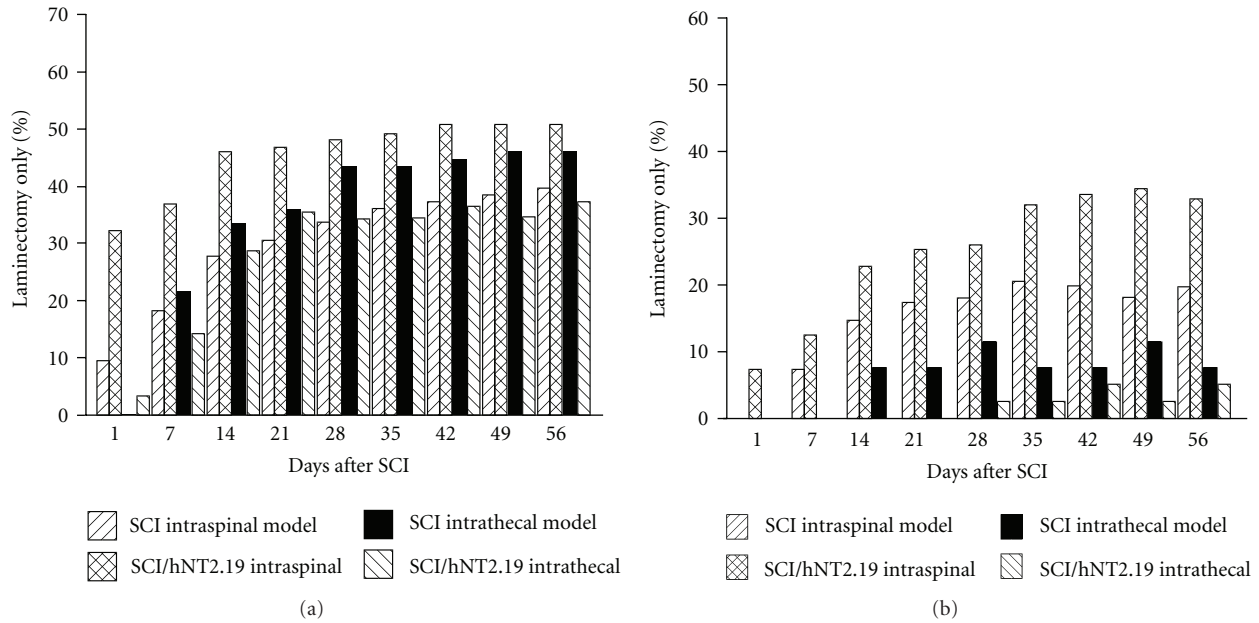 70
60
50
40
30
20
10
0
Laminectomy only (%)
1 7 14 21 28 35 42 49 56
Days after SCI
SCI intraspinal model
SCI/hNT2.19 intraspinal
SCI intrathecal model
SCI/hNT2.19 intrathecal
(a)
60
50
40
30
20
10
0
Laminectomy only (%)
1 7 14 21 28 35 42 49 56
Days after SCI
SCI intraspinal model
SCI/hNT2.19 intraspinal
SCI intrathecal model
SCI/hNT2.19 intrathecal
(b)